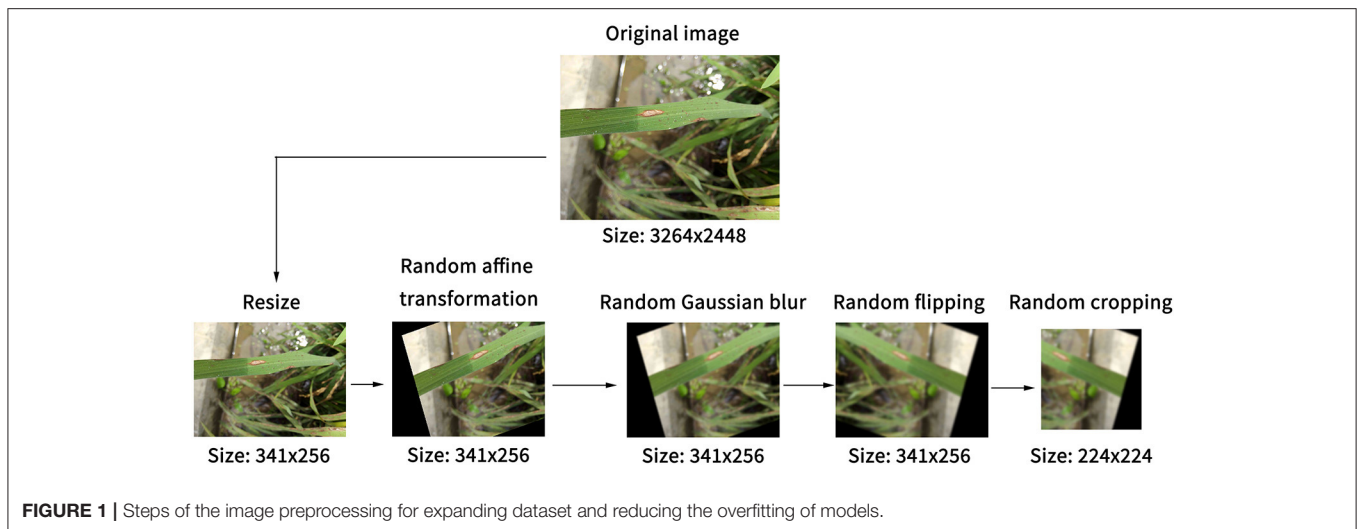 Original image
Size: 3264x2448
Random affine
transformation
Resize
Random Gaussian blur
Random flipping
Random cropping
Size: 341x256
Size: 341x256
Size: 341x256
Size: 341x256
Size: 224x224
FIGURE 1 | Steps of the image preprocessing for expanding dataset and reducing the overfitting of models.